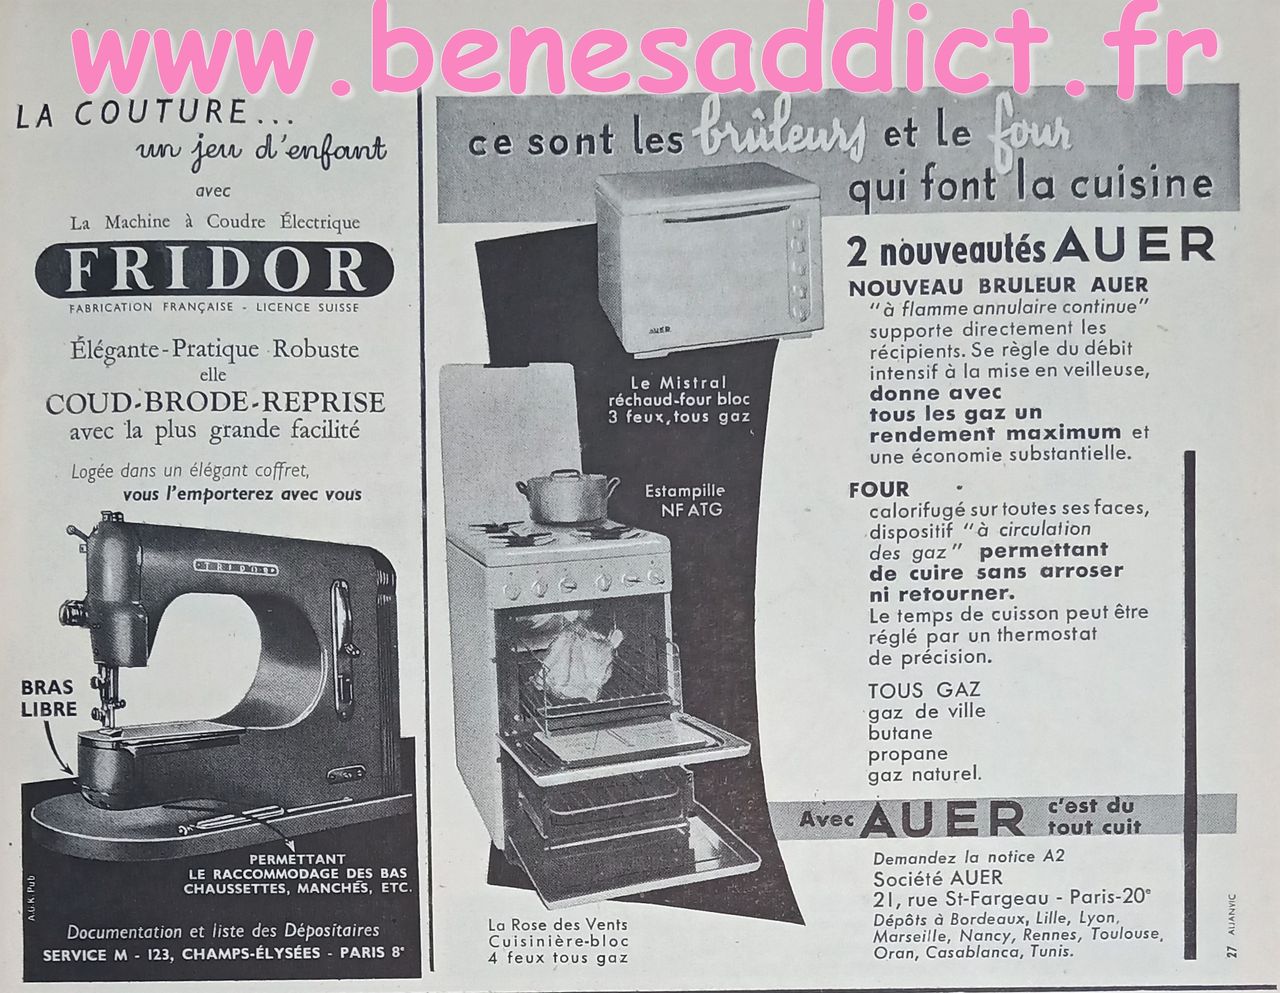 www.benesaddict.fr
LA COUTURE...
un jeu d'enfant
avec
La Machine à Coudre Électrique
FRIDOR
FABRICATION FRANÇAISE - LICENCE SUISSE
Élégante-Pratique Robuste
elle
COUD-BRODE-REPRISE
avec la plus grande facilité
Logée dans un élégant coffret,
vous l'emporterez avec vous
FRIDOR
BRAS
LIBRE
PERMETTANT
LE RACCOMMODAGE DES BAS
CHAUSSETTES, MANCHES, ETC.
A.G.K Pub
Documentation et liste des Dépositaires
SERVICE M - 123, CHAMPS-ÉLYSÉES - PARIS 8e
ce sont les brûleurs et le four
qui font la cuisine
AUER
Le Mistral
réchaud-four bloc
3 feux, tous gaz
Estampille
NF ATG
La Rose des Vents
Cuisinière-bloc
4 feux tous gaz
2 nouveautés AUER
NOUVEAU BRULEUR AUER
"à flamme annulaire continue"
supporte directement les
récipients. Se règle du débit
intensif à la mise en veilleuse,
donne avec
tous les gaz un
rendement maximum et
une économie substantielle.
FOUR
calorifugé sur toutes ses faces,
dispositif "à circulation
des gaz" permettant
de cuire sans arroser
ni retourner.
Le temps de cuisson peut être
réglé par un thermostat
de précision.
TOUS GAZ
gaz de ville
butane
propane
gaz naturel.
Avec AUER c'est du
tout cuit
Demandez la notice A2
Société AUER
21, rue St-Fargeau - Paris-20e
Dépôts à Bordeaux, Lille, Lyon,
Marseille, Nancy, Rennes, Toulouse,
Oran, Casablanca, Tunis.
27